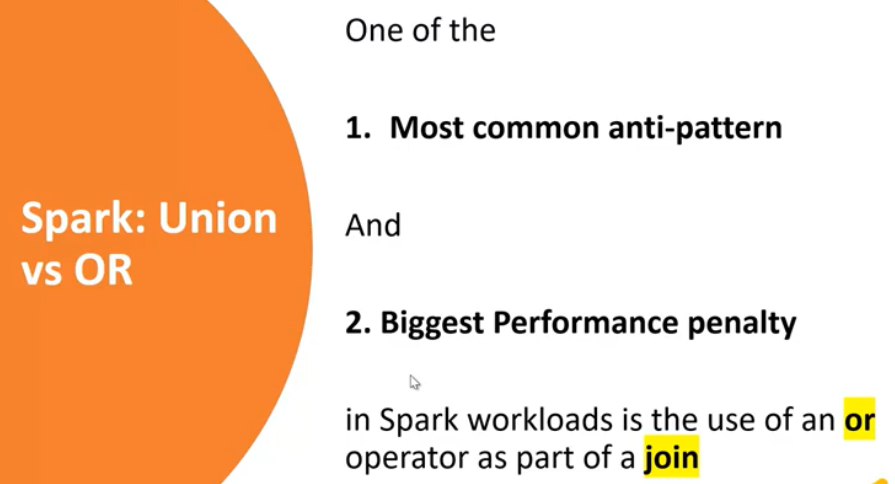 Spark: Union
vs OR
One of the
1. Most common anti-pattern
And
2. Biggest Performance penalty
in Spark workloads is the use of an or
operator as part of a join